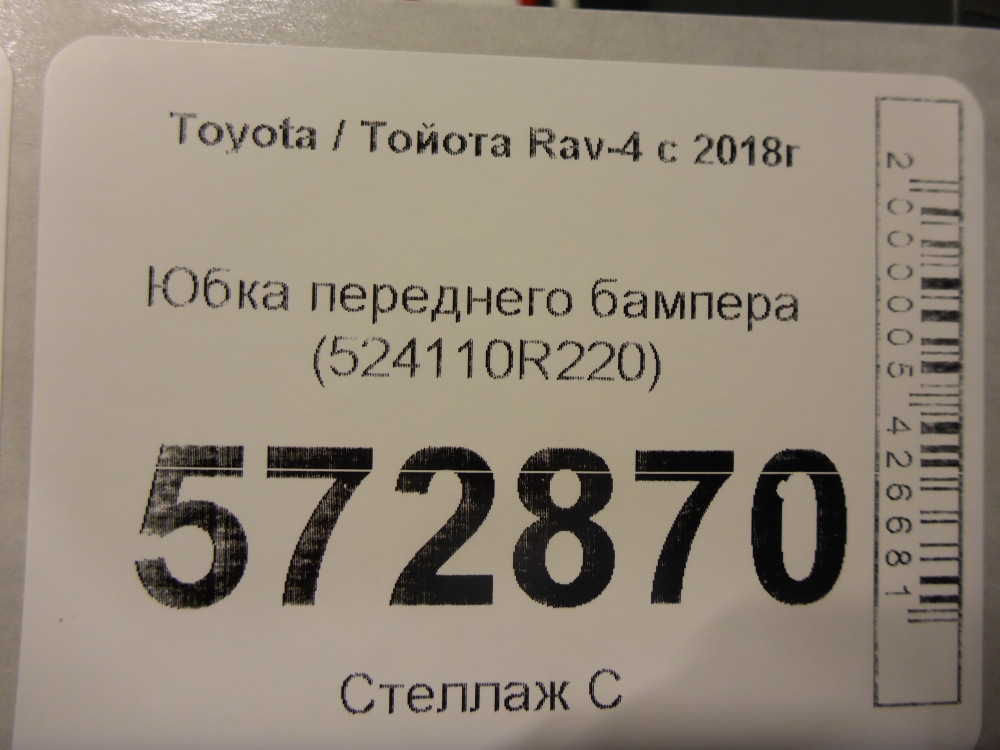 Toyota / Тойота Rav-4 с 2018г
Юбка переднего бампера
(524110R220)
572870
Стеллаж С
2000005426681